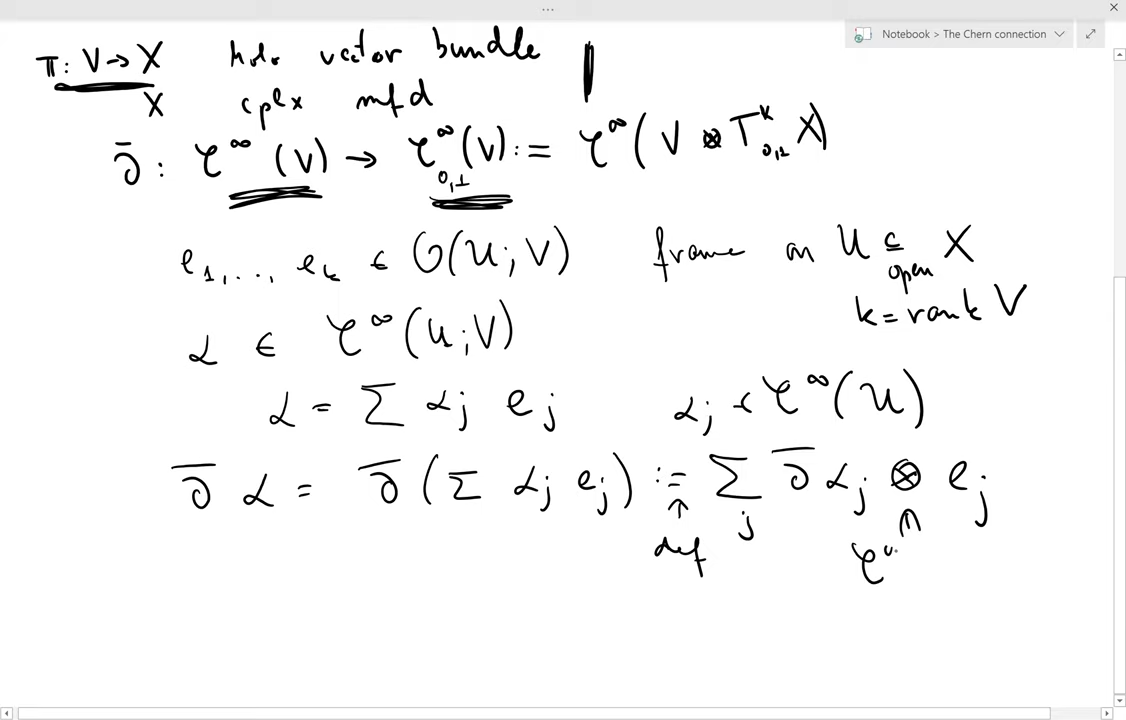 Notebook > The Chern connection
π: V → X holo vector bundle
X cplx mfd
∂̄ : C^∞ (V) → C^∞_{0,1} (V) := C^∞ ( V ⊗ T^*_{0,1} X)
e_1, ..., e_k ∈ O(U; V) frame on U ⊆_{open} X
k = rank V
α ∈ C^∞ (U; V)
α = Σ α_j e_j α_j ∈ C^∞ (U)
∂̄ α = ∂̄ (Σ α_j e_j) := Σ_j ∂̄ α_j ⊗ e_j
↑ ↑
def C^∞